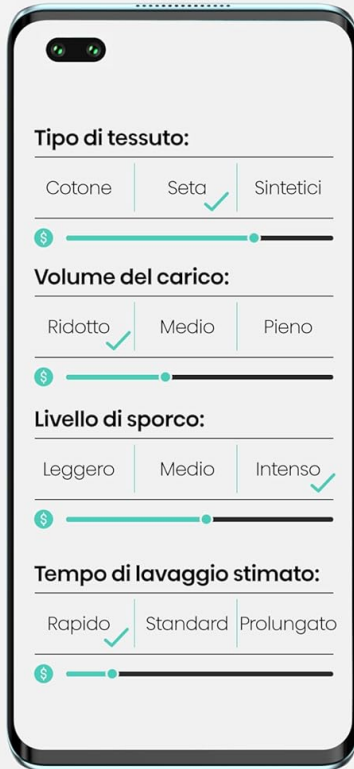 Tipo di tessuto:
Cotone Seta Sintetici
$
Volume del carico:
Ridotto Medio Pieno
$
Livello di sporco:
Leggero Medio Intenso
$
Tempo di lavaggio stimato:
Rapido Standard Prolungato
$